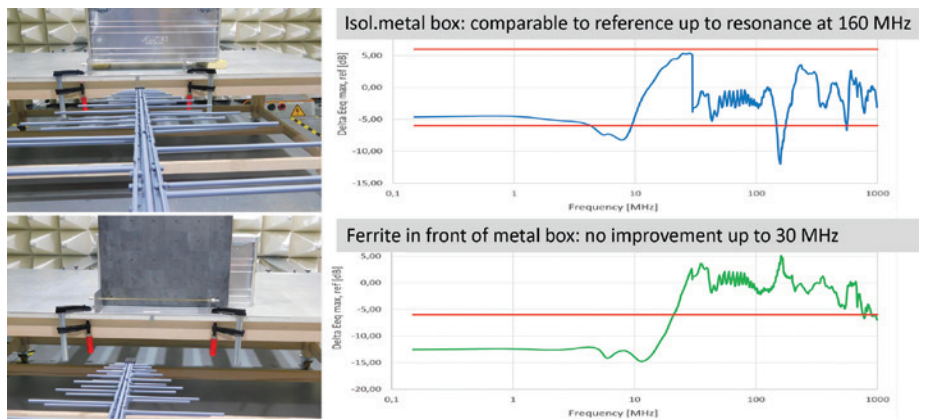 Isol.metal box: comparable to reference up to resonance at 160 MHz
Delta Eeq max, ref [dB]
5,00
0,00
-5,00
-10,00
-15,00
0,1 1 10 100 1000
Frequency [MHz]
Ferrite in front of metal box: no improvement up to 30 MHz
Delta Eeq max, ref [dB]
5,00
0,00
-5,00
-10,00
-15,00
-20,00
0,1 1 10 100 1000
Frequency [MHz]